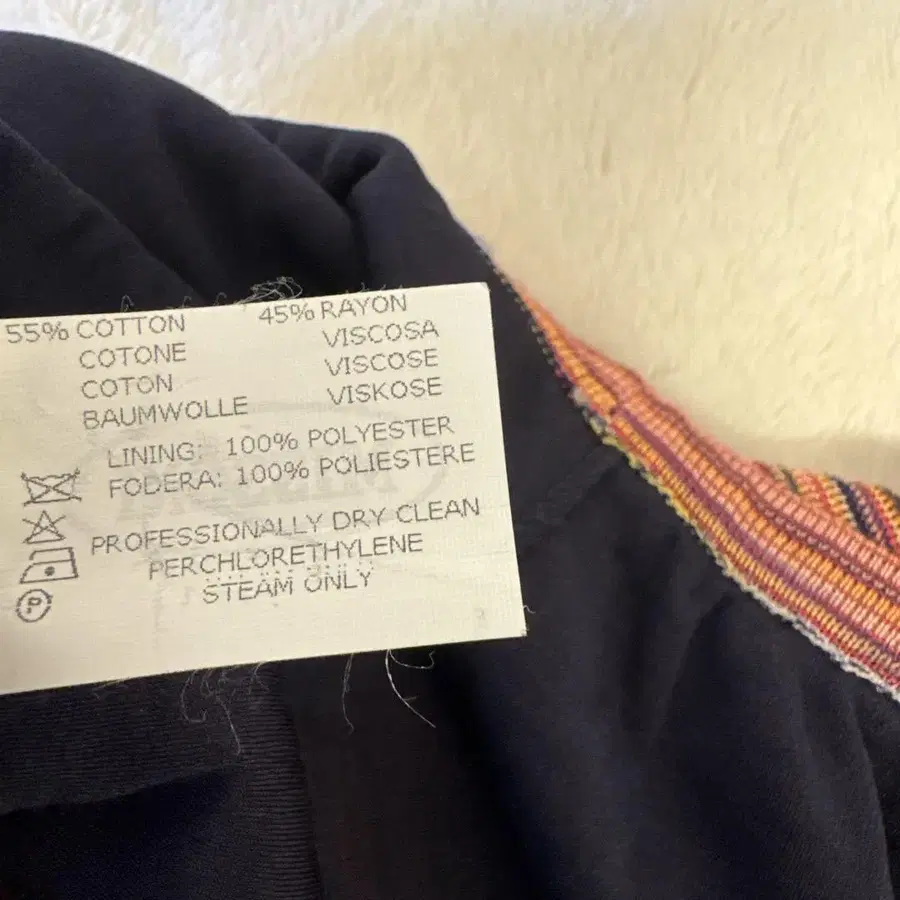 55% COTTON 45% RAYON
COTONE VISCOSA
COTON VISCOSE
BAUMWOLLE VISKOSE
LINING: 100% POLYESTER
FODERA: 100% POLIESTERE
PROFESSIONALLY DRY CLEAN
PERCHLORETHYLENE
STEAM ONLY
P